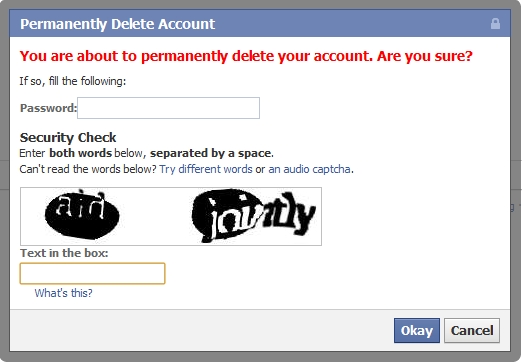 Permanently Delete Account
You are about to permanently delete your account. Are you sure?
If so, fill the following:
Password:
Security Check
Enter both words below, separated by a space.
Can't read the words below? Try different words or an audio captcha.
aid jointly
Text in the box:
What's this?
Okay Cancel